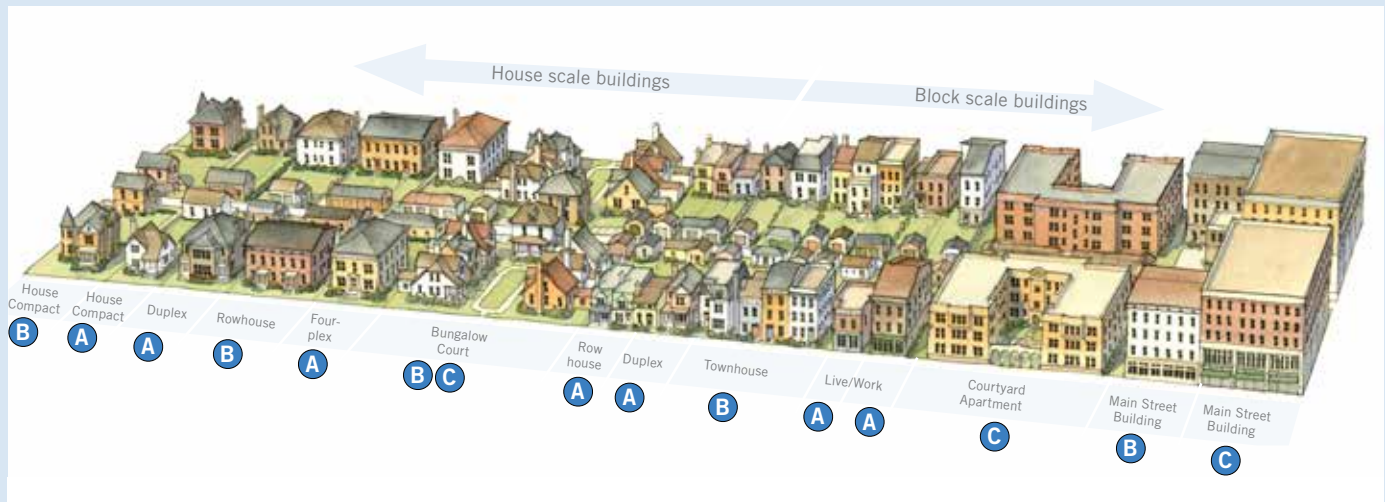 House scale buildings
Block scale buildings
House
Compact
B
House
Compact
A
Duplex
A
Rowhouse
B
Four-
plex
A
Bungalow
Court
B C
Row
house
A
Duplex
A
Townhouse
B
Live/Work
A A
Courtyard
Apartment
C
Main Street
Building
B
Main Street
Building
C